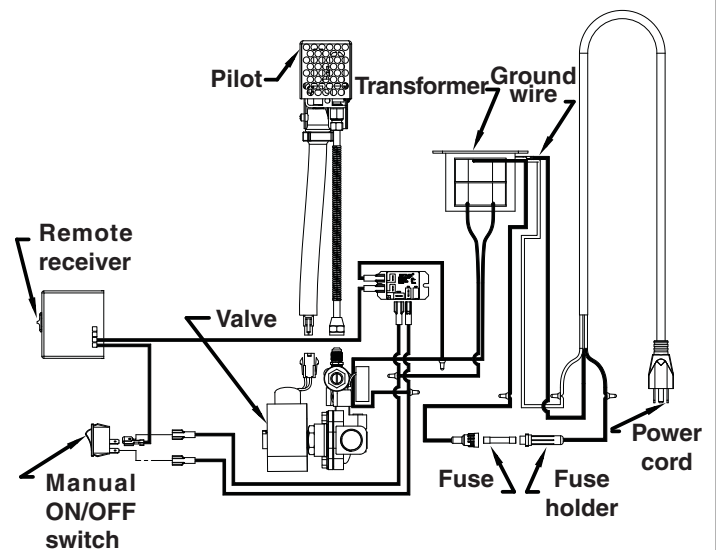 Pilot
Transformer
Ground
wire
Remote
receiver
Valve
Manual
ON/OFF
switch
Fuse
Fuse
holder
Power
cord